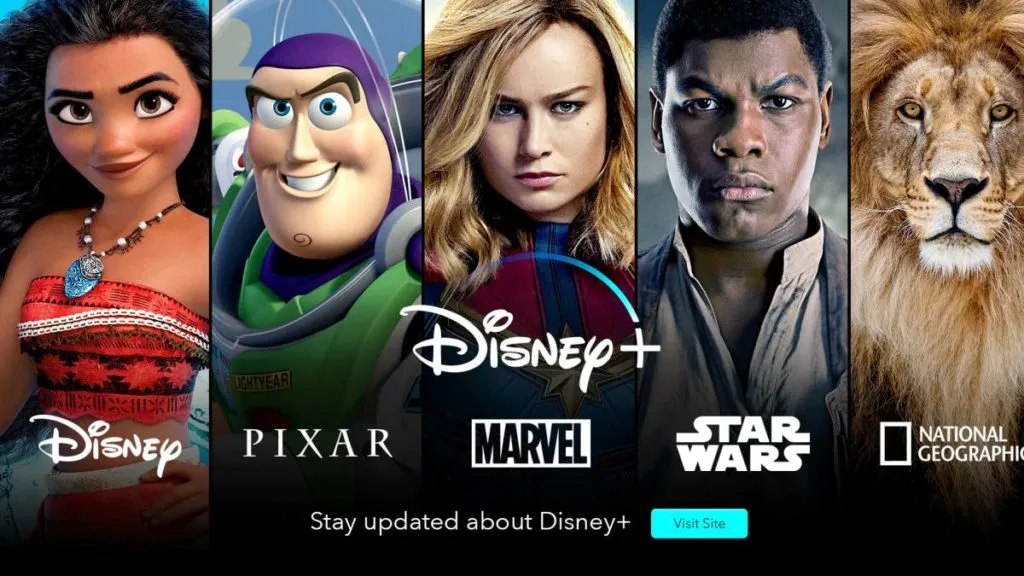 LIGHTYEAR
Disney+
Disney
PIXAR
MARVEL
STAR
WARS
NATIONAL
GEOGRAPHIC
Stay updated about Disney+
Visit Site